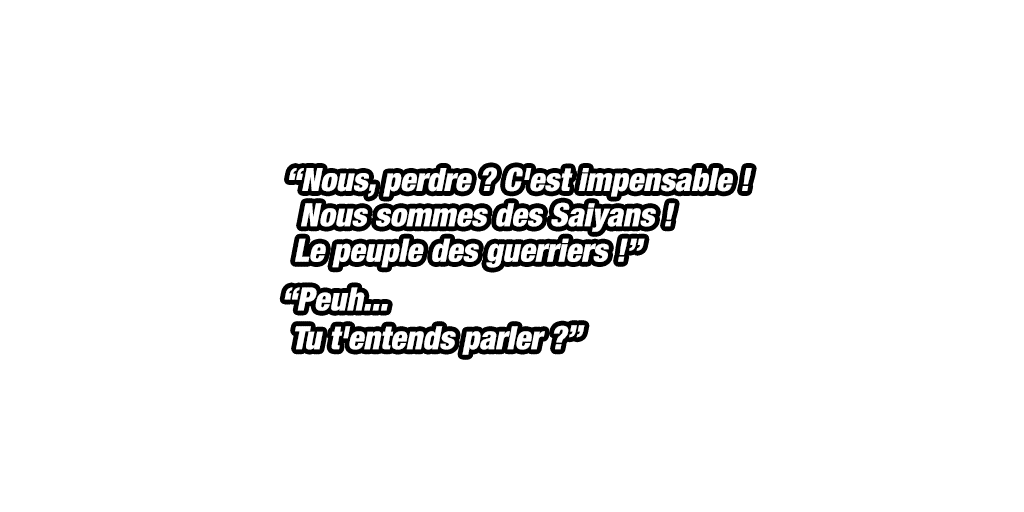 “Nous, perdre ? C'est impensable !
Nous sommes des Saiyans !
Le peuple des guerriers !”
“Peuh...
Tu t'entends parler ?”